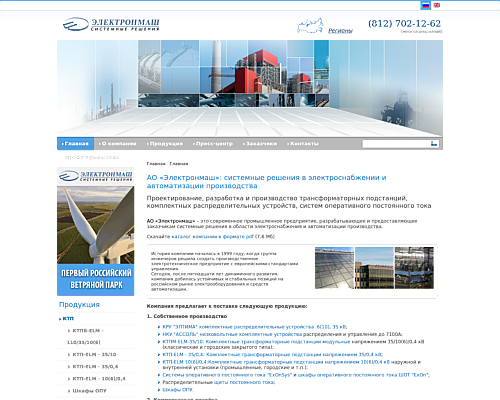 ЭЛЕКТРОНМАШ
СИСТЕМНЫЕ РЕШЕНИЯ
Регионы
(812) 702-12-62
Главная
О компании
Продукция
Пресс-центр
Заказчики
Контакты
ЭЛЕКТРОНМАШ
СИСТЕМНЫЕ РЕШЕНИЯ
ПЕРВЫЙ РОССИЙСКИЙ
ВЕТРЯНОЙ ПАРК
Продукция
КТП
КТПБ-ELM -
110/35/10(6)
КТП-ELM - 35/10
КТП-ELM - 35/0,4
КТП-ELM - 10(6)/0,4
Шкафы ОПУ
Главная Главная
АО «Электронмаш»: системные решения в электроснабжении и
автоматизации производства
Проектирование, разработка и производство трансформаторных подстанций,
комплектных распределительных устройств, систем оперативного постоянного тока
АО «Электронмаш» – это современное промышленное предприятие, разрабатывающее и предоставляющее
заказчикам системные решения в области электроснабжения и автоматизации производства.
Скачайте каталог компании в формате pdf (7,6 Мб)
История компании началась в 1999 году, когда группа
инженеров решила создать производственное
электротехническое предприятие с европейскими стандартами
управления.
Сегодня, после пятнадцати лет динамичного развития,
компания добилась устойчивых и стабильных позиций на
российском рынке электрооборудования и средств
автоматизации.
Компания предлагает к поставке следующую продукцию:
1. Собственное производство
КРУ "ЭЛТИМА" комплектные распределительные устройства 6(10), 35 кВ;
НКУ "АССОЛЬ" низковольтные комплектные устройства распределения и управления до 7100А;
КТПМ-ELM-35/10: Комплектные трансформаторные подстанции модульные напряжением 35/10(6)/0,4 кВ
(классические и городские закрытого типа);
КТП-ELM - 35/0,4: Комплектные трансформаторные подстанции напряжением 35/0,4 кВ;
КТП-ELM 10(6)/0,4:Комплектные трансформаторные подстанции напряжением 10(6)/0,4 кВ наружной и
внутренней установки (промышленные, городские и т.п.);
Системы оперативного постоянного тока "ExOnSys" и шкафы оперативного постоянного тока ШОТ "ExOn";
Распределительные щиты постоянного тока;
Шкафы ОПУ.